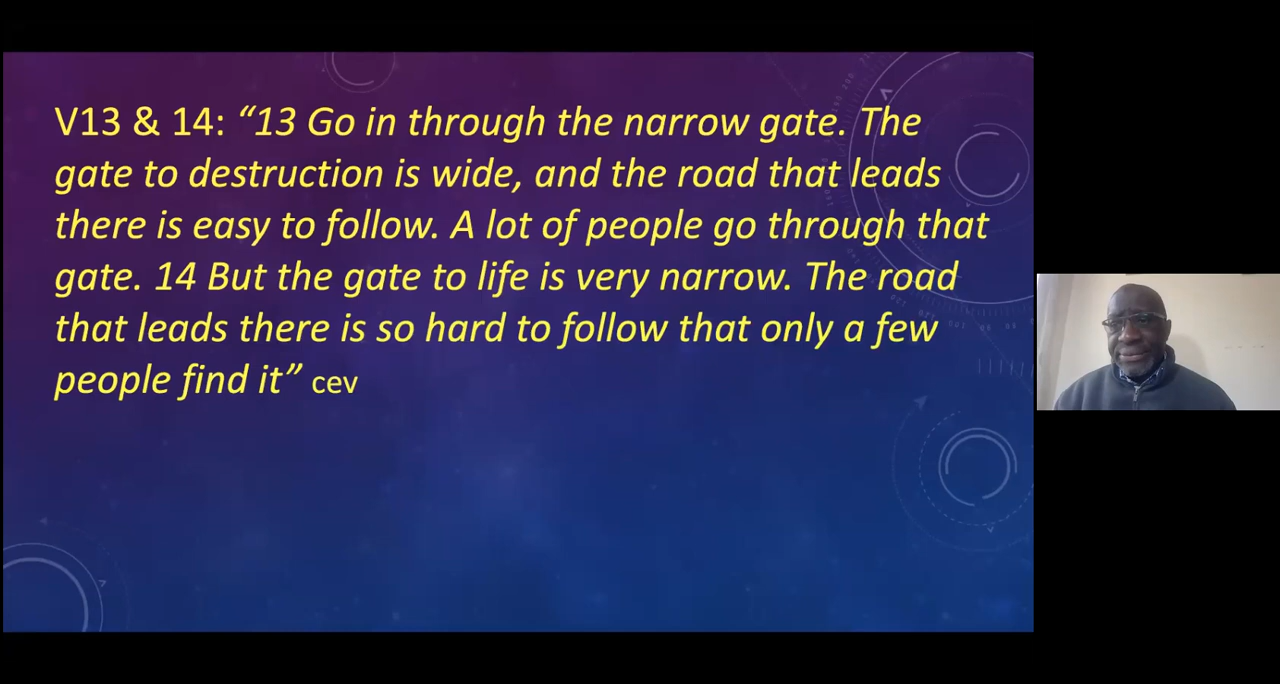 V13 & 14: “13 Go in through the narrow gate. The
gate to destruction is wide, and the road that leads
there is easy to follow. A lot of people go through that
gate. 14 But the gate to life is very narrow. The road
that leads there is so hard to follow that only a few
people find it” cev